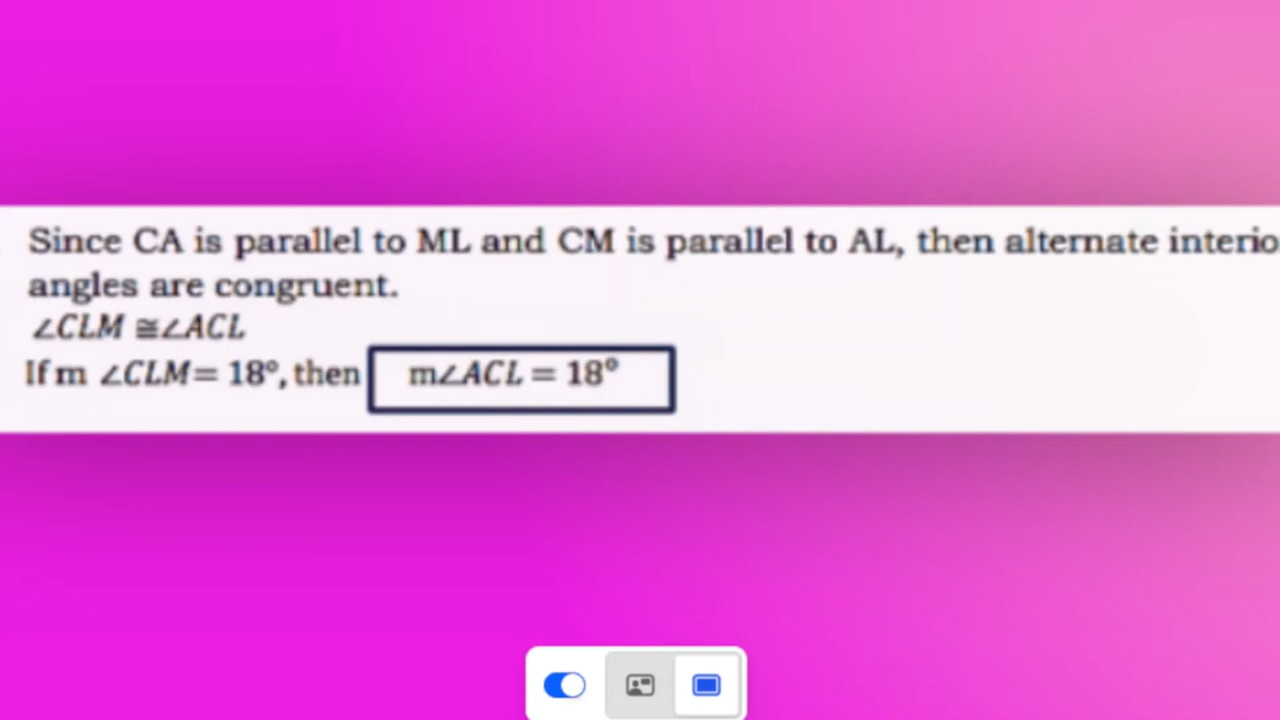 Since CA is parallel to ML and CM is parallel to AL, then alternate interio
angles are congruent.
∠CLM ≅∠ACL
If m ∠CLM= 18°, then m∠ACL = 18°